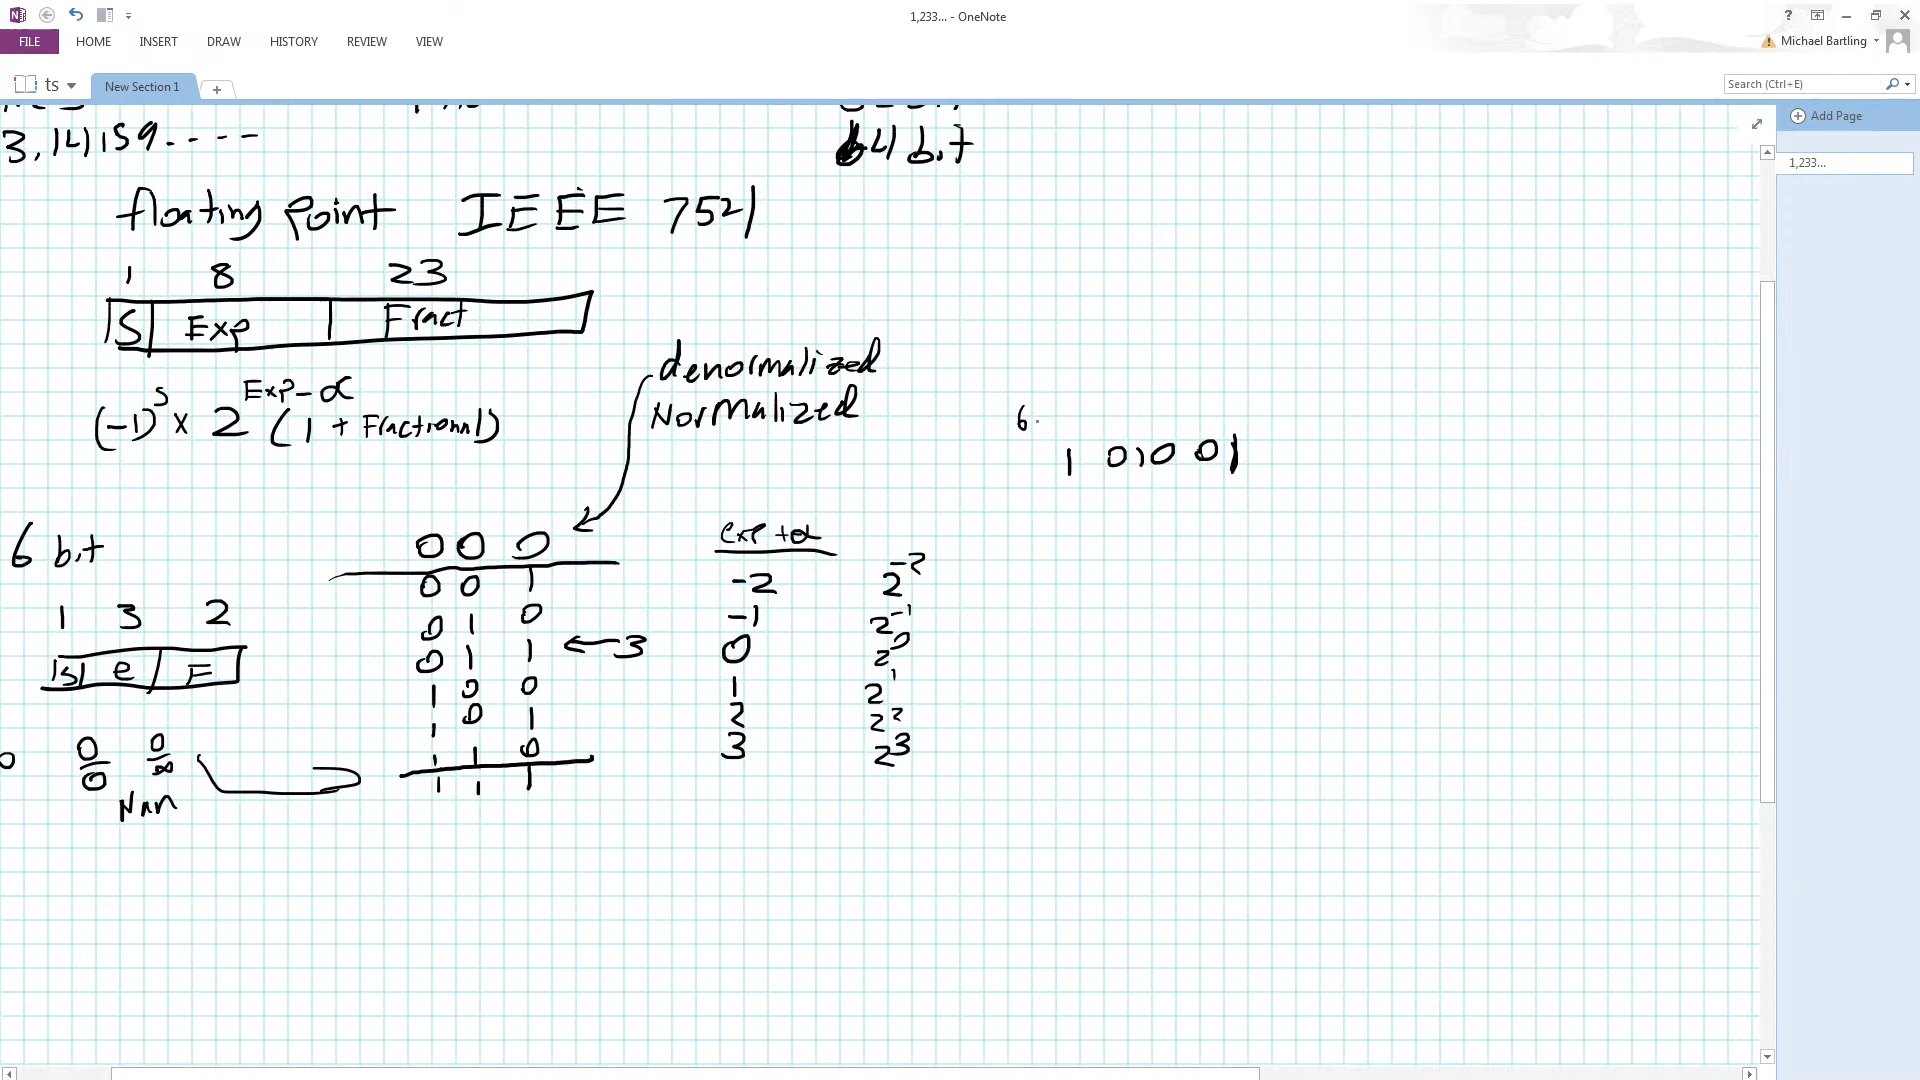 1,233... - OneNote
FILE HOME INSERT DRAW HISTORY REVIEW VIEW
Michael Bartling
ts New Section 1
Search (Ctrl+E)
Add Page
1,233...
3.14159.----
64 bit
floating point IEEE 754
1 8 23
S Exp Fract
(-1)^S × 2^Exp-α (1 + Fractional)
denormalized
Normalized
6.
1 010 01
6 bit
1 3 2
S e F
0 0 0
exp +α
0 0 1 -2 2^-2
0 1 0 -1 2^-1
0 1 1 ← 3 0 2^0
1 0 0 1 2^1
1 0 1 2 2^2
1 1 0 3 2^3
1 1 1
0 0/0 0/∞
Nan